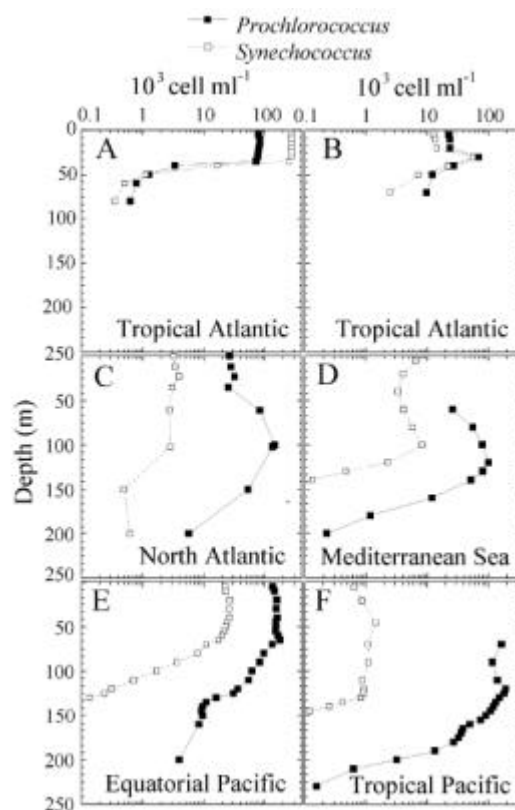 Prochlorococcus
Synechococcus
10³ cell ml⁻¹ 10³ cell ml⁻¹
0.1 1 10 100 0.1 1 10 100
0
50
100
150
200
A
Tropical Atlantic
B
Tropical Atlantic
250
50
100
150
200
C
North Atlantic
D
Mediterranean Sea
Depth (m)
250
50
100
150
200
250
E
Equatorial Pacific
F
Tropical Pacific